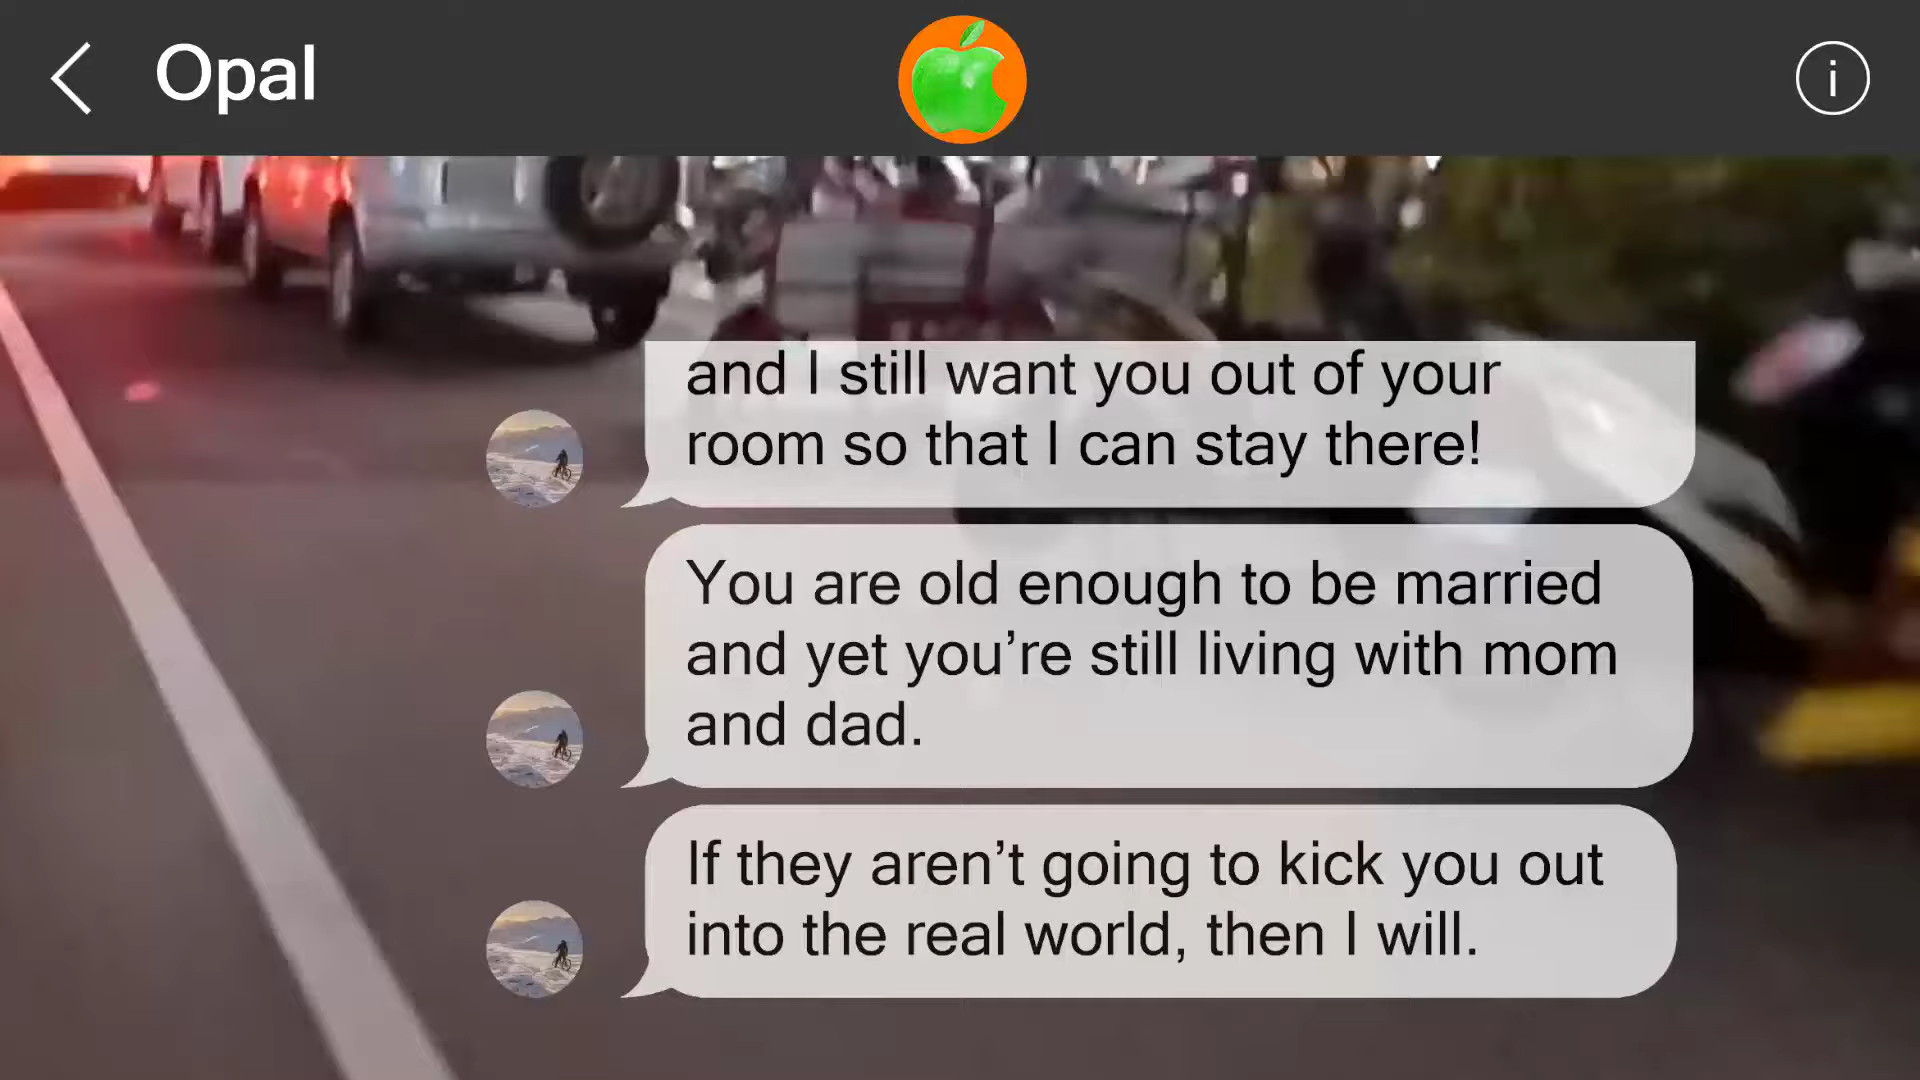 Opal
and I still want you out of your
room so that I can stay there!
You are old enough to be married
and yet you’re still living with mom
and dad.
If they aren’t going to kick you out
into the real world, then I will.